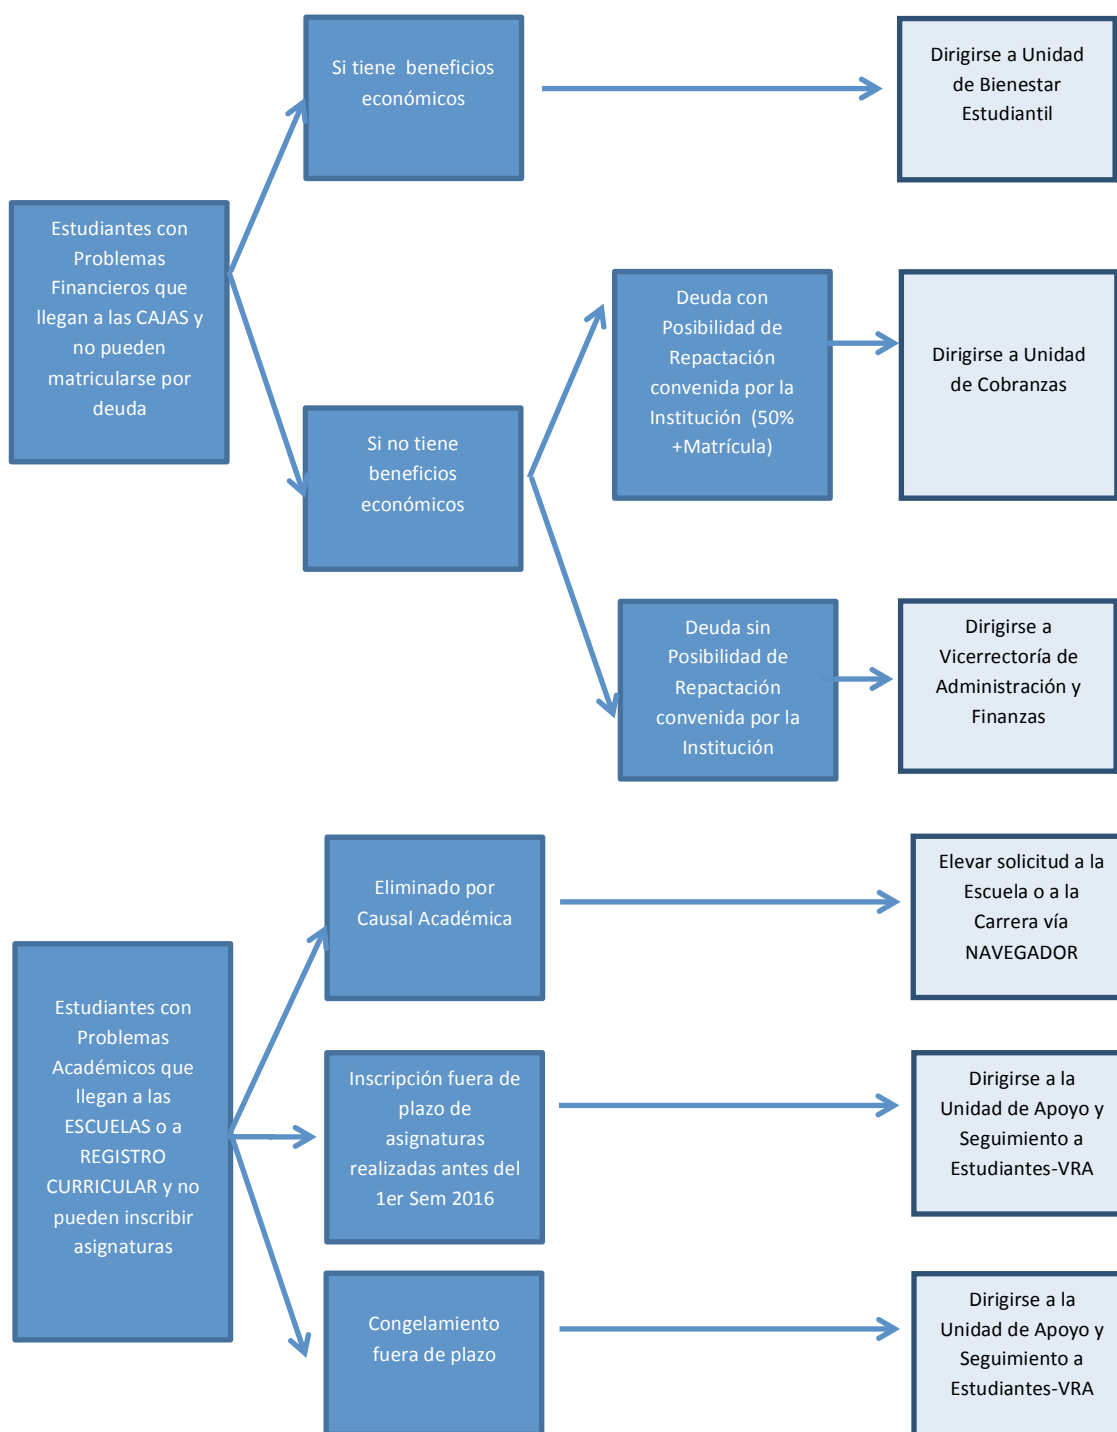 Si tiene beneficios
económicos
Dirigirse a Unidad
de Bienestar
Estudiantil
Estudiantes con
Problemas
Financieros que
llegan a las CAJAS y
no pueden
matricularse por
deuda
Deuda con
Posibilidad de
Repactación
convenida por la
Institución (50%
+Matrícula)
Dirigirse a Unidad
de Cobranzas
Si no tiene
beneficios
económicos
Deuda sin
Posibilidad de
Repactación
convenida por la
Institución
Dirigirse a
Vicerrectoría de
Administración y
Finanzas
Eliminado por
Causal Académica
Elevar solicitud a la
Escuela o a la
Carrera vía
NAVEGADOR
Estudiantes con
Problemas
Académicos que
llegan a las
ESCUELAS o a
REGISTRO
CURRICULAR y no
pueden inscribir
asignaturas
Inscripción fuera de
plazo de
asignaturas
realizadas antes del
1er Sem 2016
Dirigirse a la
Unidad de Apoyo y
Seguimiento a
Estudiantes-VRA
Congelamiento
fuera de plazo
Dirigirse a la
Unidad de Apoyo y
Seguimiento a
Estudiantes-VRA